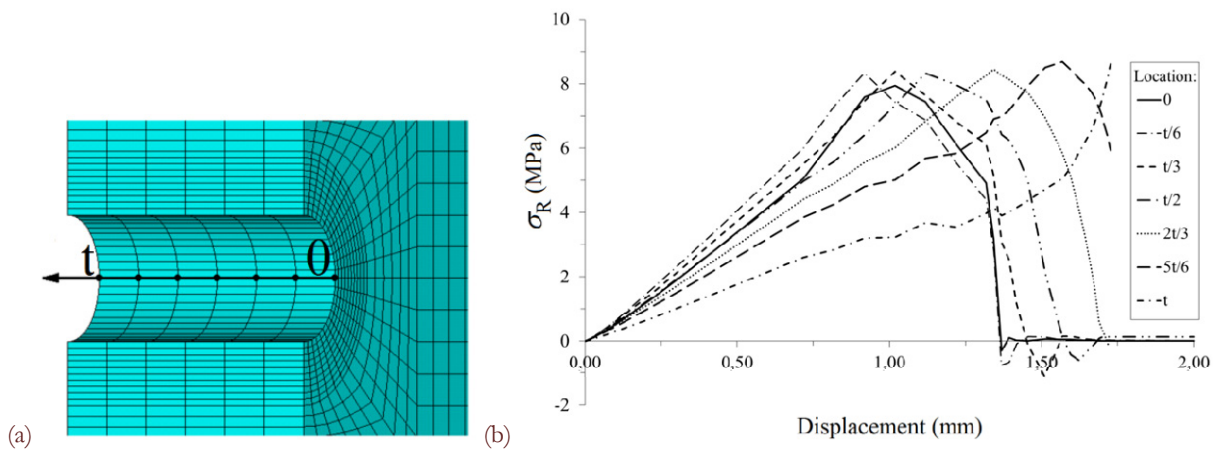 t
0
(a)
(b)
10
8
6
4
2
0
-2
σR (MPa)
0,00
0,50
1,00
1,50
2,00
Displacement (mm)
Location:
0
t/6
t/3
t/2
2t/3
5t/6
t